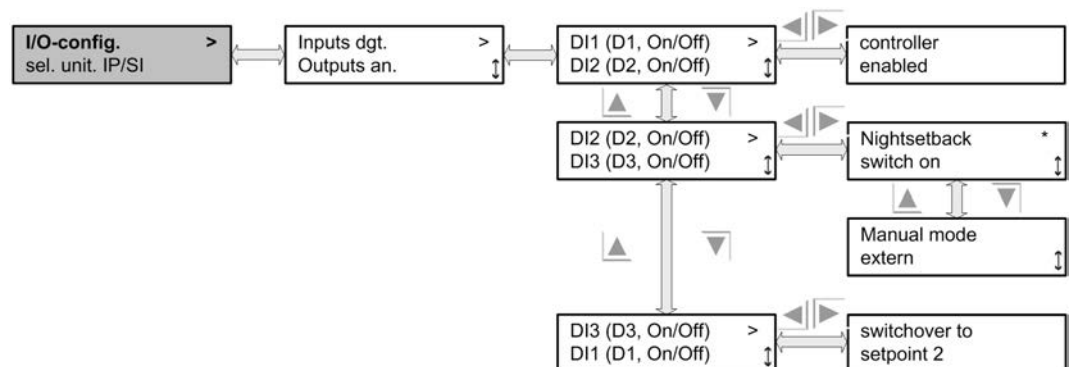 I/O-config. >
sel. unit. IP/SI
Inputs dgt. >
Outputs an.
DI1 (D1, On/Off) >
DI2 (D2, On/Off)
controller
enabled
DI2 (D2, On/Off) >
DI3 (D3, On/Off)
Nightsetback *
switch on
Manual mode
extern
DI3 (D3, On/Off) >
DI1 (D1, On/Off)
switchover to
setpoint 2